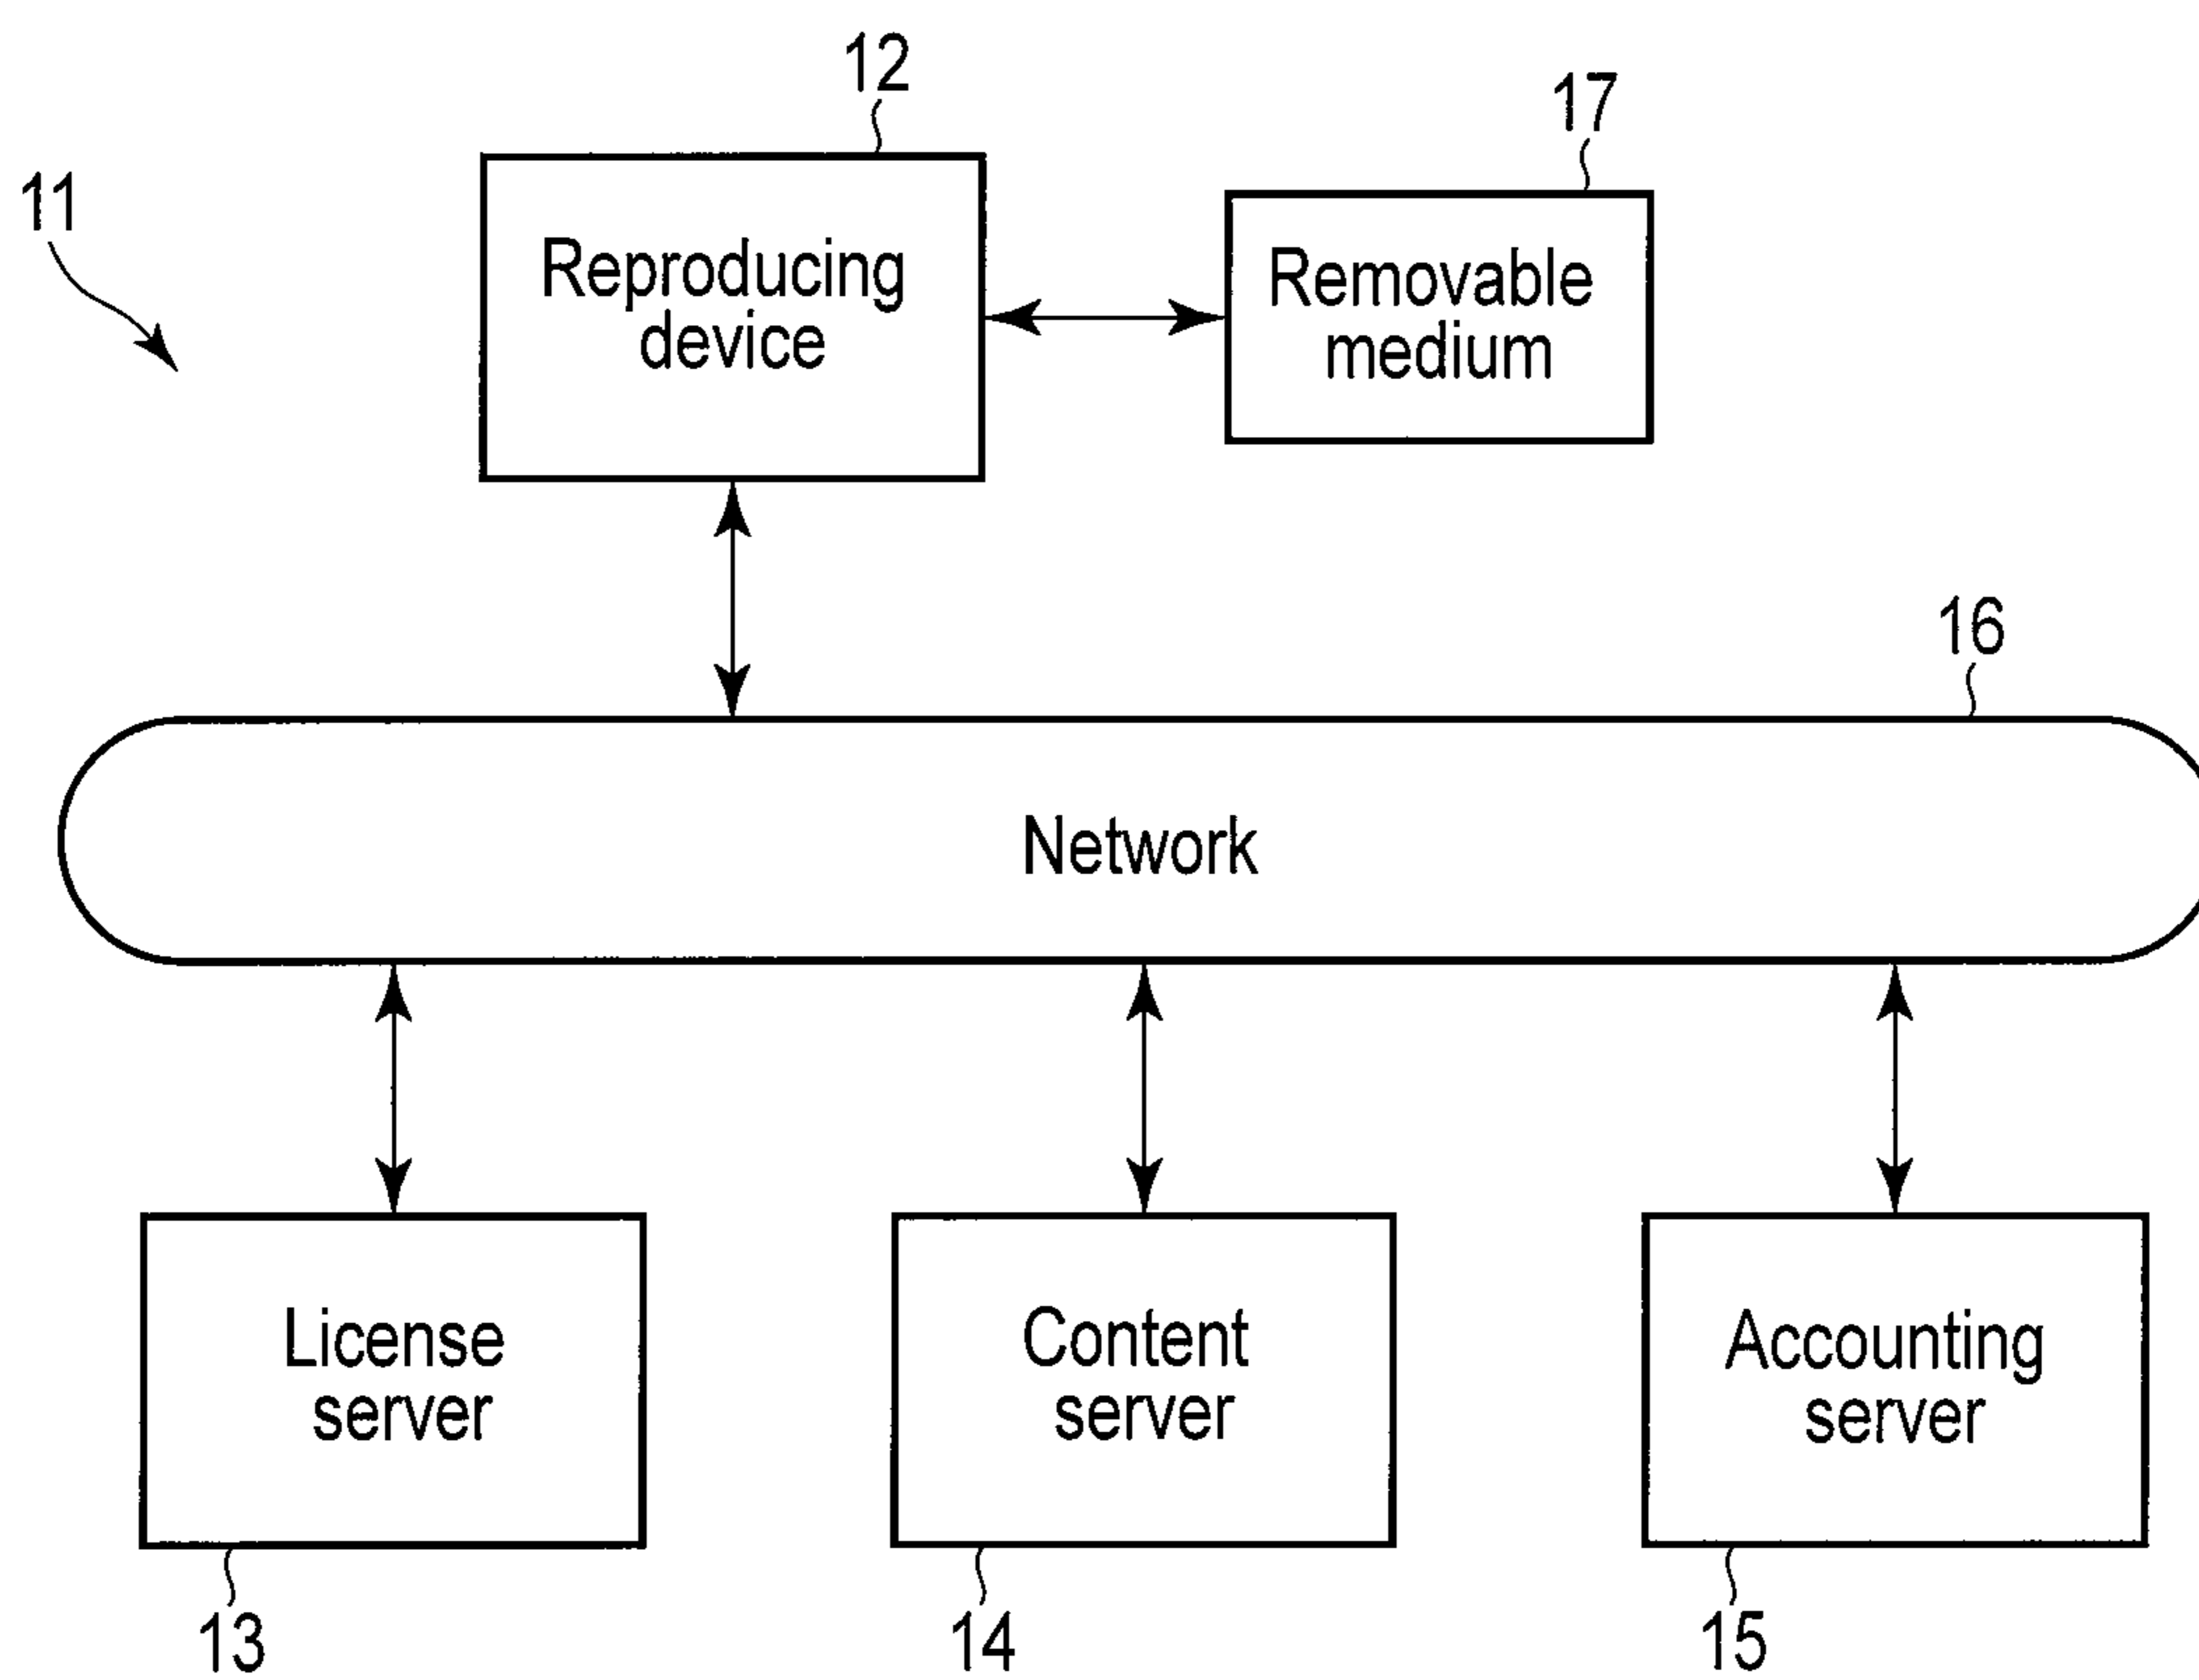 12
17
11
Reproducing
device
Removable
medium
16
Network
License
server
Content
server
Accounting
server
13
14
15